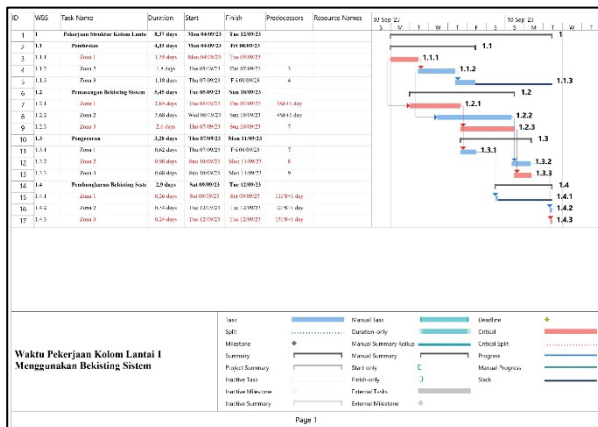 ID WBS Task Name Duration Start Finish Predecessors Resource Names 03 Sep '23 10 Sep '23
S M T W T F S S M T W T
1 1 Pekerjaan Struktur Kolom Lanta 8,37 days Mon 04/09/23 Tue 12/09/23 1
2 1.1 Pembesian 4,43 days Mon 04/09/23 Fri 08/09/23 1.1
3 1.1.1 Zona 1 1,35 days Mon 04/09/23 Tue 05/09/23 1.1.1
4 1.1.2 Zona 2 Tue 05/09/23 Thu 07/09/23 3 1.1.2
5 1.1.3 Zona 3 1,18 days Thu 07/09/23 Fri 08/09/23 4 1.1.3
6 1.2 Pemasangan Bekisting Sistem 5,45 days Tue 05/09/23 Sun 10/09/23 1.2
7 1.2.1 Zona 1 2,83 days Tue 05/09/23 Thu 07/09/23 1.2.1
8 1.2.2 Zona 2 3,68 days Wed 06/09/23 Sun 10/09/23 1.2.2
9 1.2.3 Zona 3 Thu 07/09/23 Sun 10/09/23 7 1.2.3
10 1.3 Pengecoran 3,28 days Thu 07/09/23 Mon 11/09/23 1.3
11 1.3.1 Zona 1 0,62 days Thu 07/09/23 Fri 08/09/23 7 1.3.1
12 1.3.2 Zona 2 0,98 days Sun 10/09/23 Mon 11/09/23 8 1.3.2
13 1.3.3 Zona 3 0,68 days Sun 10/09/23 Mon 11/09/23 9 1.3.3
14 1.4 Pembongkaran Bekisting Siste 2,9 days Sat 09/09/23 Tue 12/09/23 1.4
15 1.4.1 Zona 1 0,26 days Sat 09/09/23 Sat 09/09/23 1.4.1
16 1.4.2 Zona 2 Tue 12/09/23 Tue 12/09/23 1.4.2
17 1.4.3 Zona 3 0,24 days Tue 12/09/23 Tue 12/09/23 1.4.3
Waktu Pekerjaan Kolom Lantai 1
Menggunakan Bekisting Sistem
Task Manual Task Deadline
Split Duration-only Critical
Milestone Manual Summary Rollup Critical Split
Summary Manual Summary Progress
Project Summary Start-only Manual Progress
Inactive Task Finish-only Slack
Inactive Milestone External Tasks
Inactive Summary External Milestone
Page 1